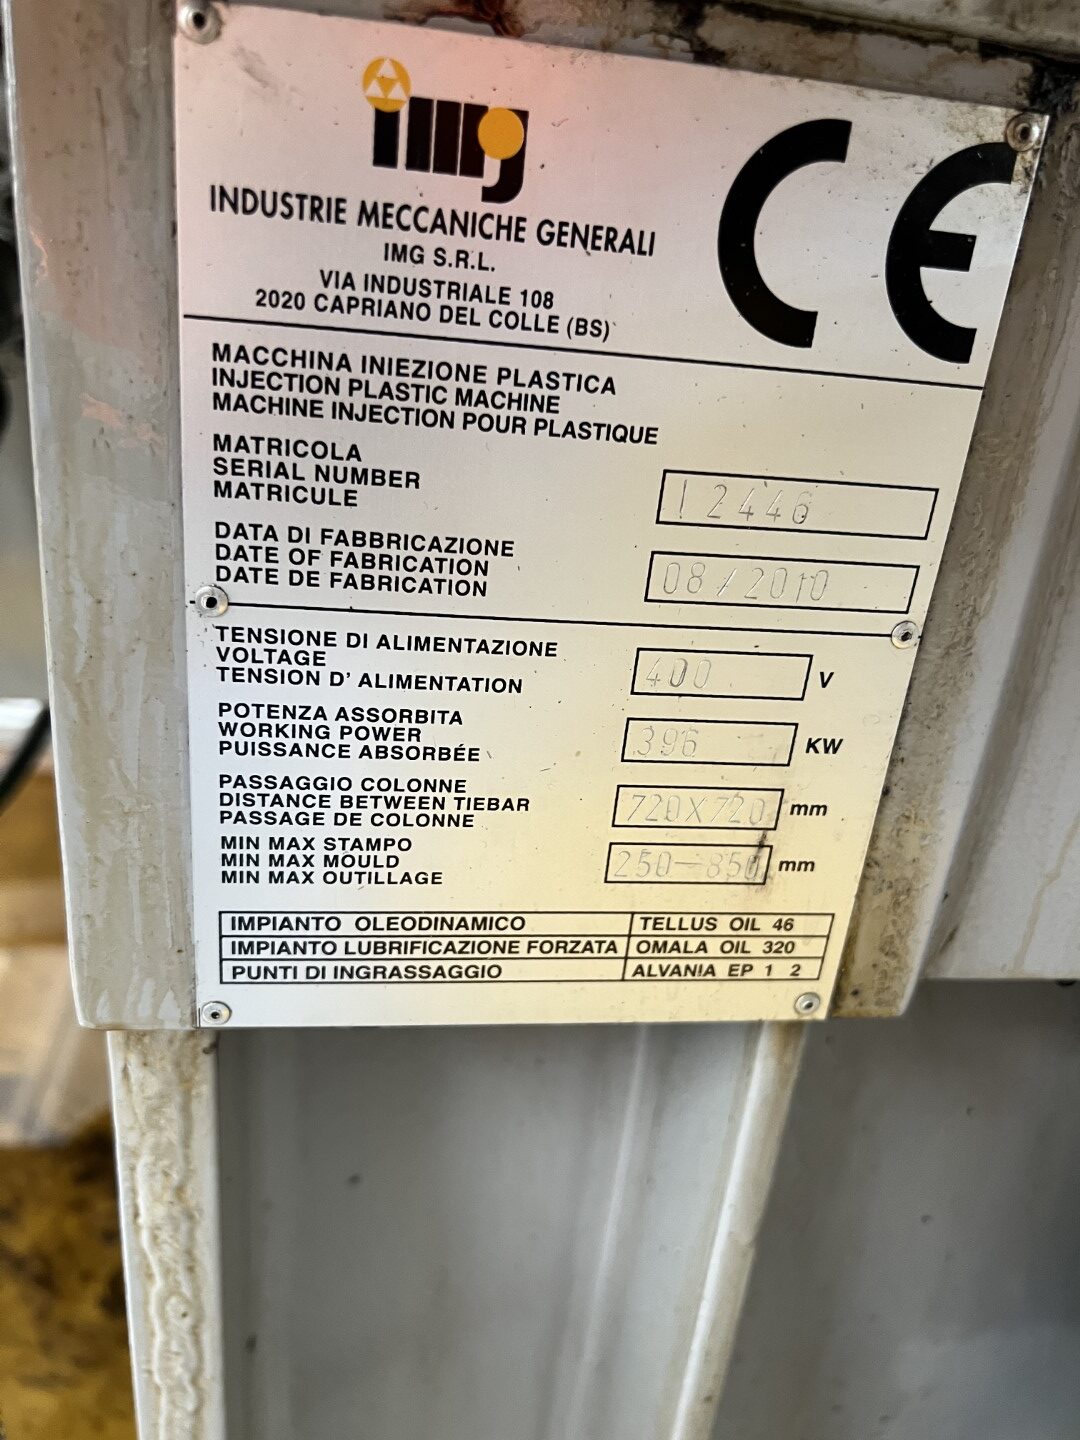 img
CE
INDUSTRIE MECCANICHE GENERALI
IMG S.R.L.
VIA INDUSTRIALE 108
2020 CAPRIANO DEL COLLE (BS)
MACCHINA INIEZIONE PLASTICA
INJECTION PLASTIC MACHINE
MACHINE INJECTION POUR PLASTIQUE
MATRICOLA
SERIAL NUMBER
MATRICULE
12446
DATA DI FABBRICAZIONE
DATE OF FABRICATION
DATE DE FABRICATION
08/2010
TENSIONE DI ALIMENTAZIONE
VOLTAGE
TENSION D' ALIMENTATION
400 V
POTENZA ASSORBITA
WORKING POWER
PUISSANCE ABSORBÉE
396 KW
PASSAGGIO COLONNE
DISTANCE BETWEEN TIEBAR
PASSAGE DE COLONNE
720X720 mm
MIN MAX STAMPO
MIN MAX MOULD
MIN MAX OUTILLAGE
250-850 mm
IMPIANTO OLEODINAMICO TELLUS OIL 46
IMPIANTO LUBRIFICAZIONE FORZATA OMALA OIL 320
PUNTI DI INGRASSAGGIO ALVANIA EP 1 2